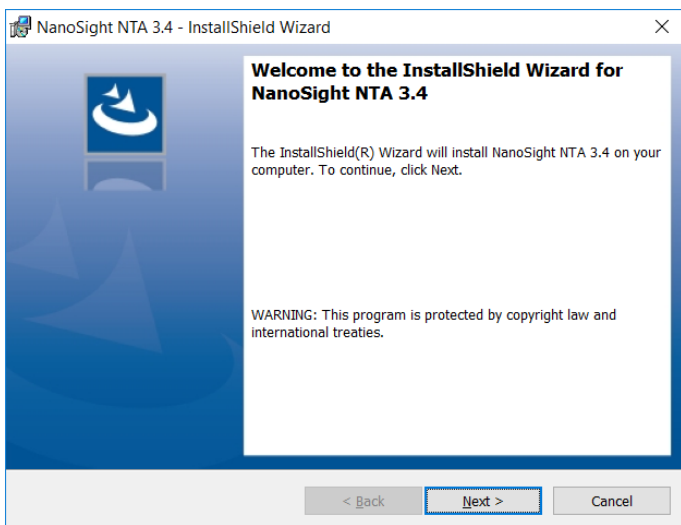 NanoSight NTA 3.4 - InstallShield Wizard
Welcome to the InstallShield Wizard for
NanoSight NTA 3.4
The InstallShield(R) Wizard will install NanoSight NTA 3.4 on your
computer. To continue, click Next.
WARNING: This program is protected by copyright law and
international treaties.
< Back
Next >
Cancel